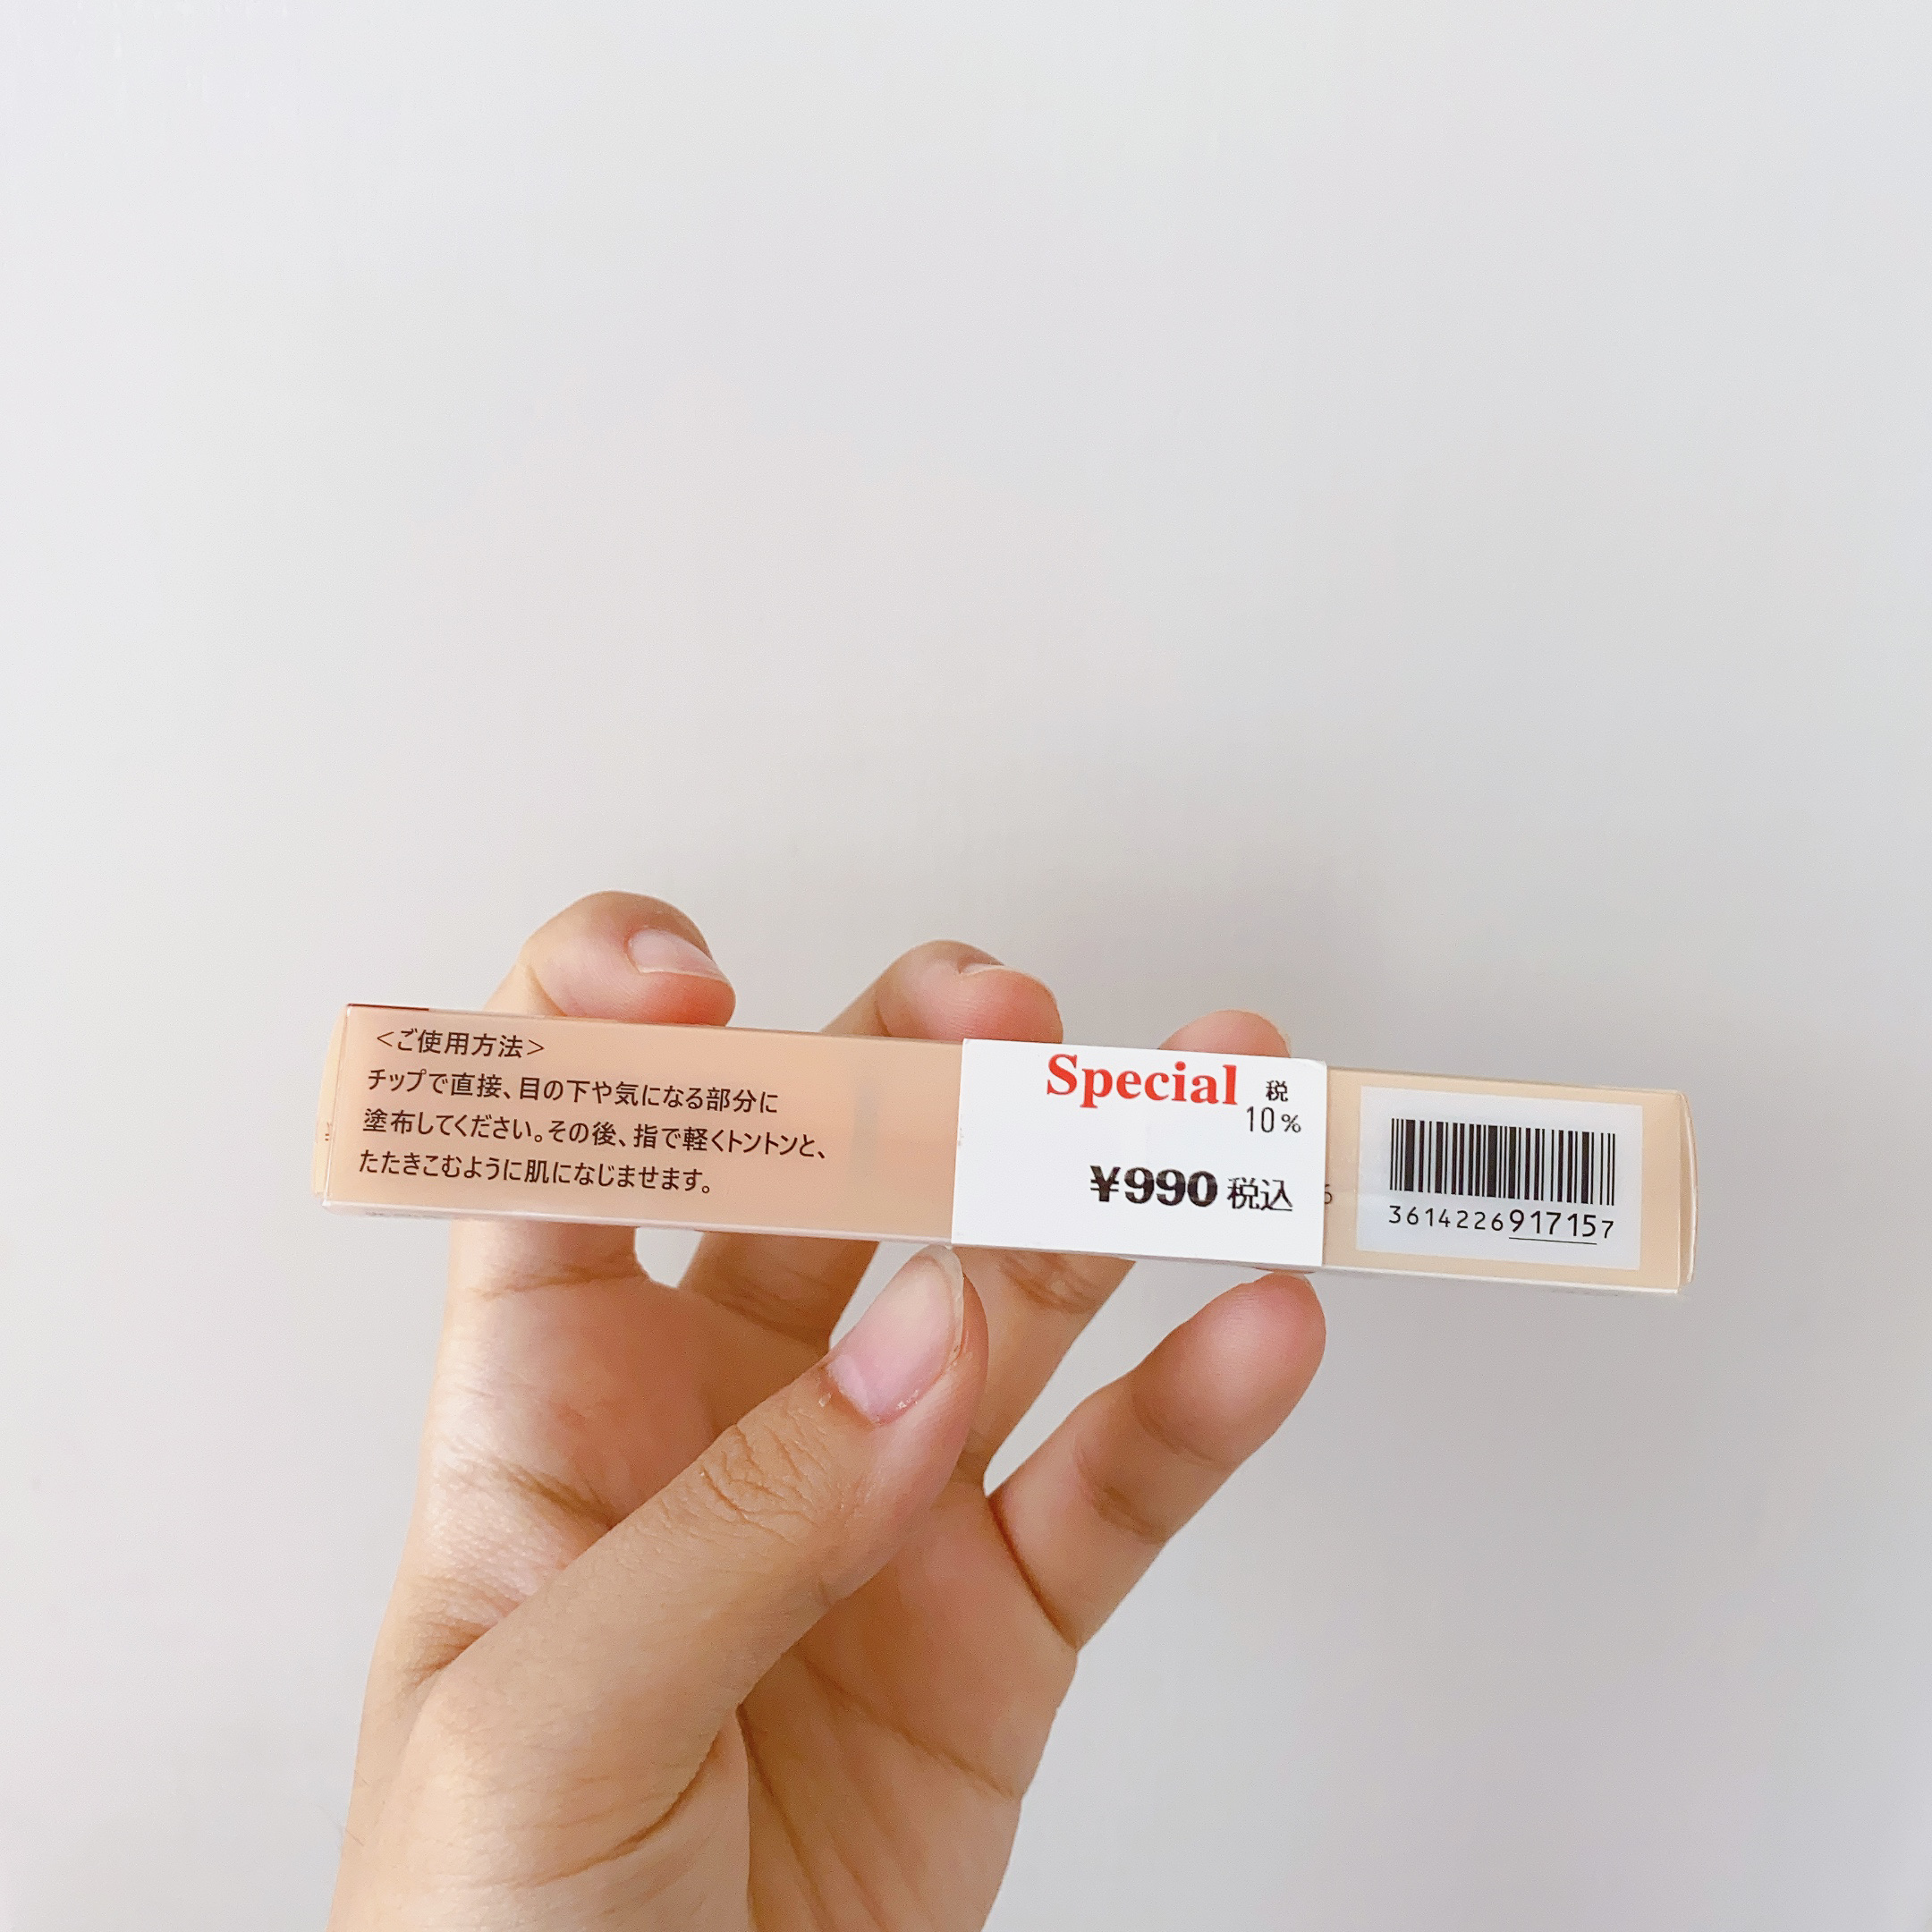 ＜ご使用方法＞
チップで直接、目の下や気になる部分に
塗布してください。その後、指で軽くトントンと、
たたきこむように肌になじませます。
Special 税
10%
¥990 税込
3614226917157